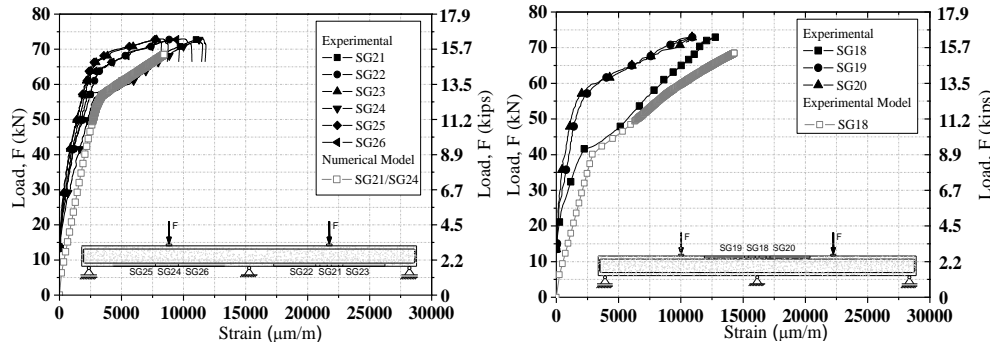 80
70
60
50
40
30
20
10
0
Load, F (kN)
0
5000
10000
15000
20000
25000
30000
Strain (μm/m)
17.9
15.7
13.5
11.2
8.9
6.7
4.5
2.2
0
Load, F (kips)
Experimental
SG21
SG22
SG23
SG24
SG25
SG26
Numerical Model
SG21/SG24
F
F
SG25 SG24 SG26
SG22 SG21 SG23
80
70
60
50
40
30
20
10
0
Load, F (kN)
0
5000
10000
15000
20000
25000
30000
Strain (μm/m)
17.9
15.7
13.5
11.2
8.9
6.7
4.5
2.2
0
Load, F (kips)
Experimental
SG18
SG19
SG20
Experimental Model
SG18
F
F
SG19 SG18 SG20